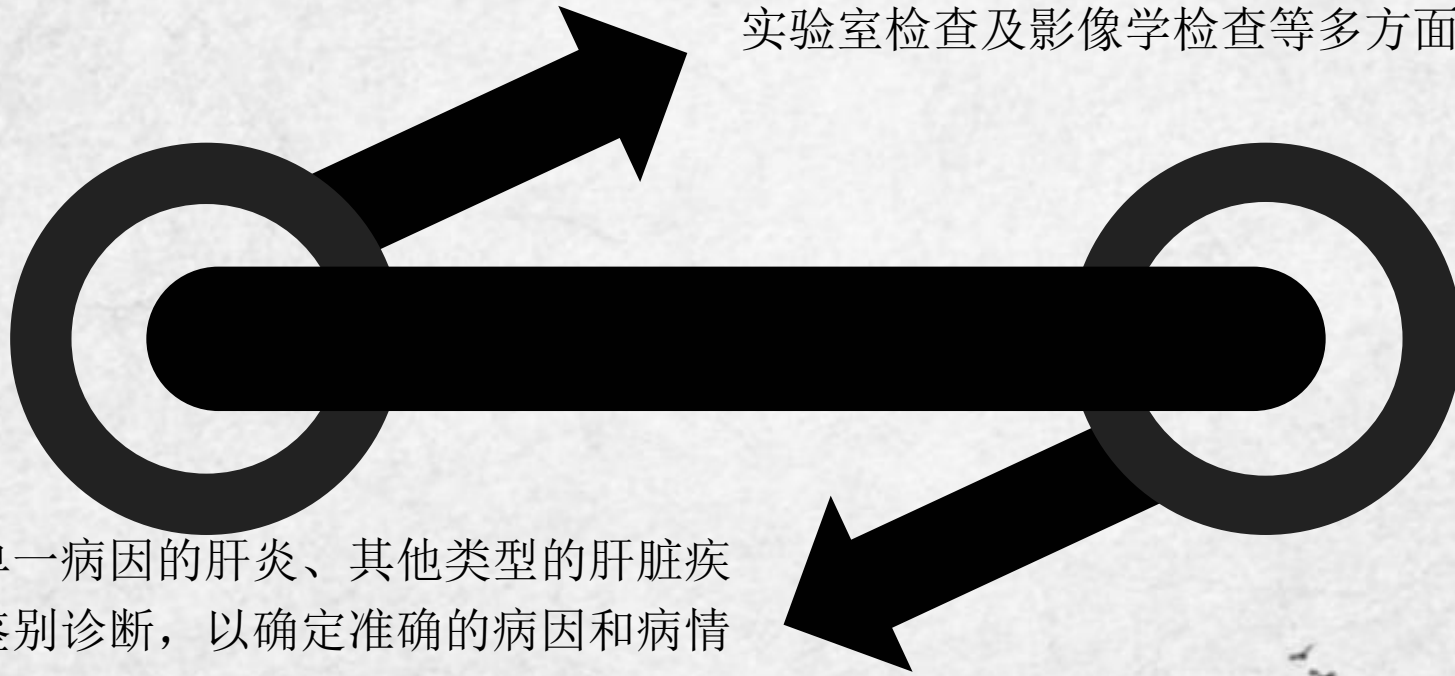 实验室检查及影像学检查等多方面
一病因的肝炎、其他类型的肝脏疾
鉴别诊断，以确定准确的病因和病情